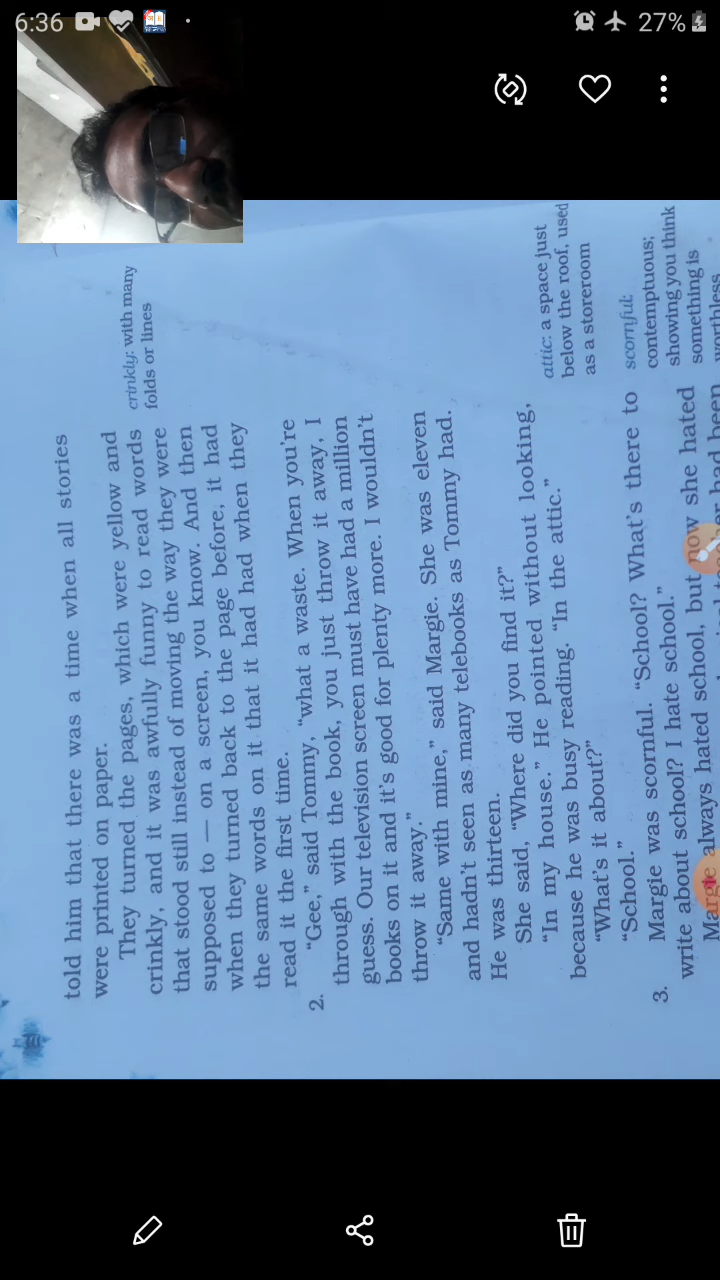 6:36
27%
told him that there was a time when all stories
were printed on paper.
They turned the pages, which were yellow and
crinkly, and it was awfully funny to read words
that stood still instead of moving the way they were
supposed to — on a screen, you know. And then
when they turned back to the page before, it had
the same words on it that it had had when they
read it the first time.
crinkly: with many
folds or lines
2. "Gee," said Tommy, "what a waste. When you're
through with the book, you just throw it away, I
guess. Our television screen must have had a million
books on it and it's good for plenty more. I wouldn't
throw it away."
"Same with mine," said Margie. She was eleven
and hadn't seen as many telebooks as Tommy had.
He was thirteen.
She said, "Where did you find it?"
"In my house." He pointed without looking,
because he was busy reading. "In the attic."
"What's it about?"
"School."
attic: a space just
below the roof, used
as a storeroom
3. Margie was scornful. "School? What's there to
write about school? I hate school."
Margie always hated school, but now she hated
had been
scornful:
contemptuous;
showing you think
something is
worthless